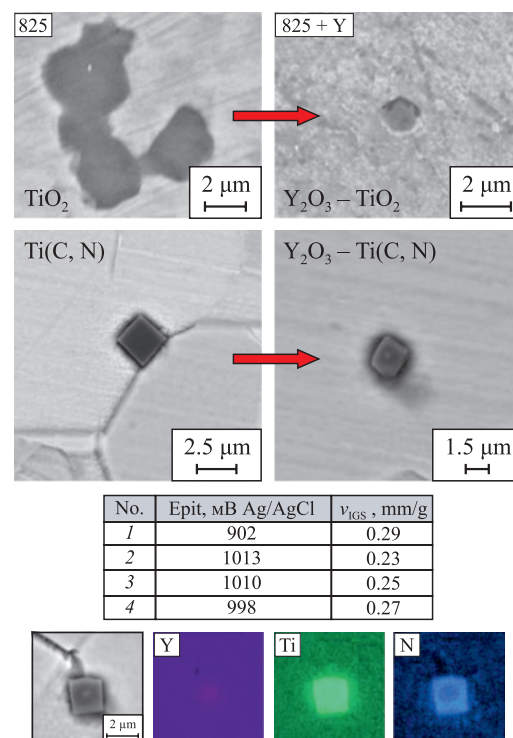 825
825 + Y
TiO₂
2 μm
Y₂O₃ – TiO₂
2 μm
Ti(C, N)
Y₂O₃ – Ti(C, N)
2.5 μm
1.5 μm
No. Epit, мВ Ag/AgCl v_IGS , mm/g
1 902 0.29
2 1013 0.23
3 1010 0.25
4 998 0.27
Y
Ti
N
2 μm